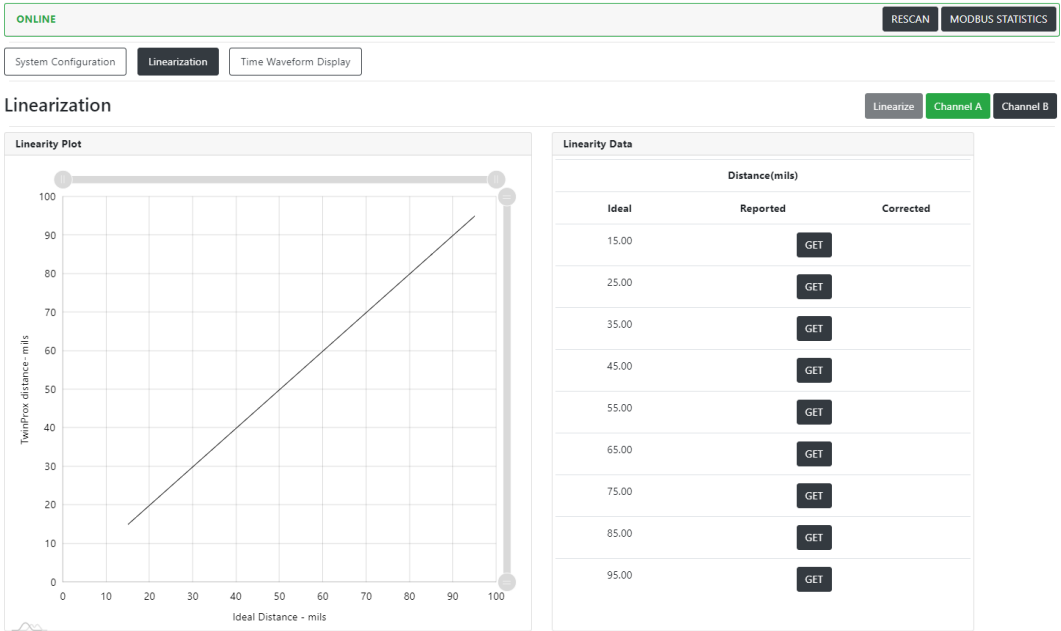 ONLINE RESCAN MODBUS STATISTICS
System Configuration Linearization Time Waveform Display
Linearization Linearize Channel A Channel B
Linearity Plot
100
90
80
70
60
50
40
30
20
10
0
TwinProx distance- mils
0 10 20 30 40 50 60 70 80 90 100
Ideal Distance - mils
Linearity Data
Distance(mils)
Ideal Reported Corrected
15.00 GET
25.00 GET
35.00 GET
45.00 GET
55.00 GET
65.00 GET
75.00 GET
85.00 GET
95.00 GET